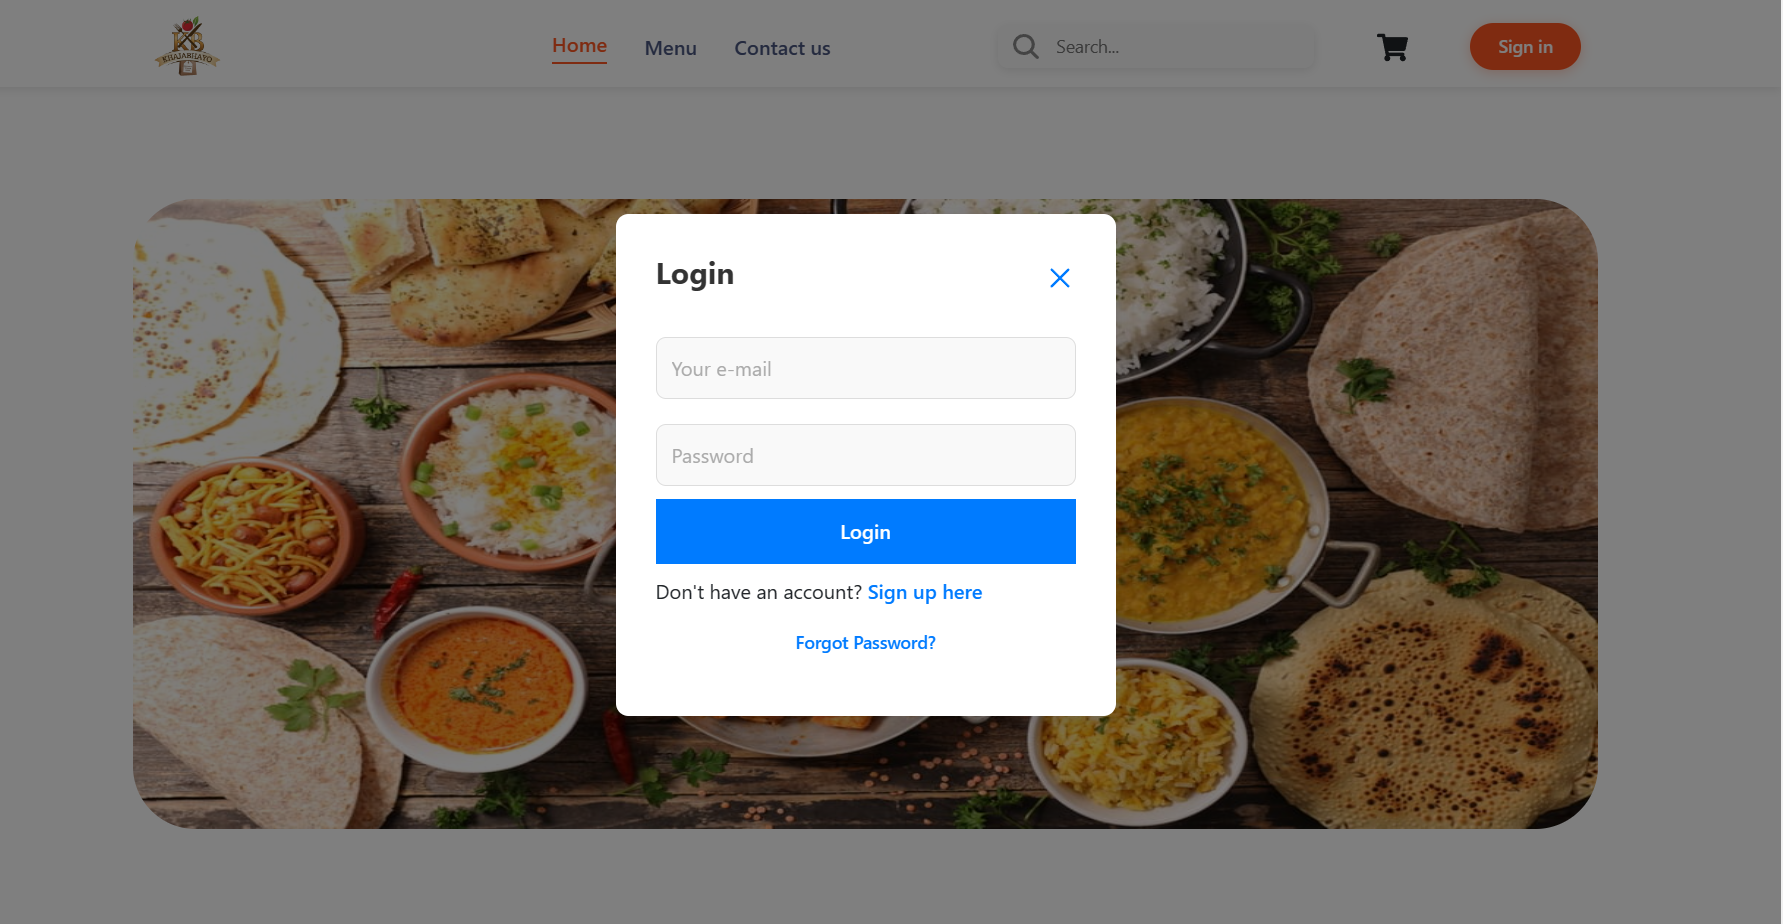 KB
KHAJABHAYO
Home
Menu
Contact us
Search...
Sign in
Login
Your e-mail
Password
Login
Don't have an account? Sign up here
Forgot Password?